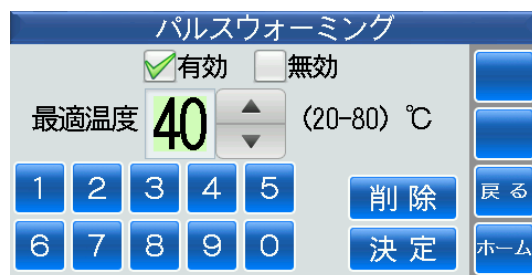 パルスウォーミング
有効 無効
最適温度 40 (20-80) ℃
1 2 3 4 5 削除 戻る
6 7 8 9 0 決定 ホーム